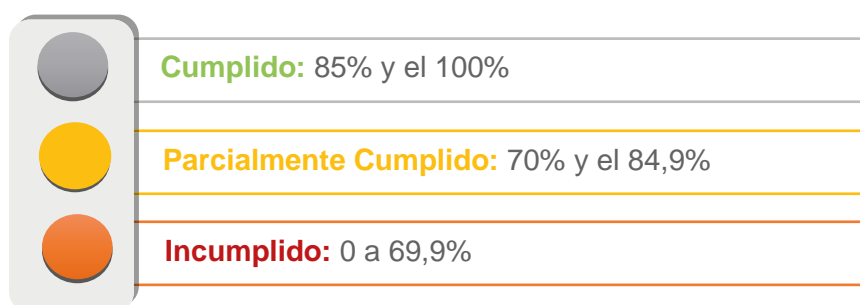 Cumplido: 85% y el 100%
Parcialmente Cumplido: 70% y el 84,9%
Incumplido: 0 a 69,9%